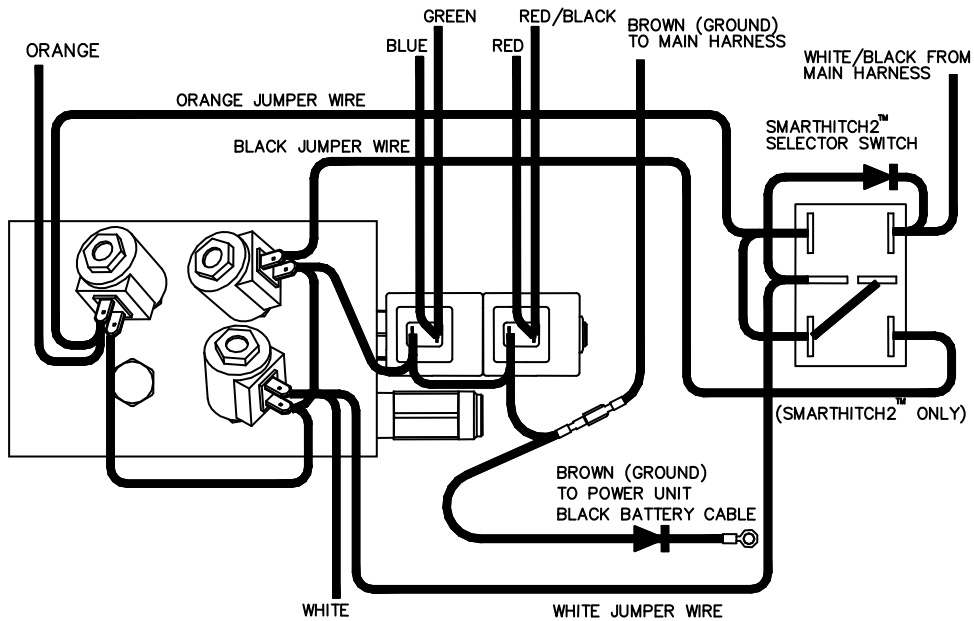 GREEN
RED/BLACK
BROWN (GROUND)
TO MAIN HARNESS
ORANGE
BLUE
RED
WHITE/BLACK FROM
MAIN HARNESS
ORANGE JUMPER WIRE
SMARTHITCH2™
SELECTOR SWITCH
BLACK JUMPER WIRE
(SMARTHITCH2™ ONLY)
BROWN (GROUND)
TO POWER UNIT
BLACK BATTERY CABLE
WHITE
WHITE JUMPER WIRE